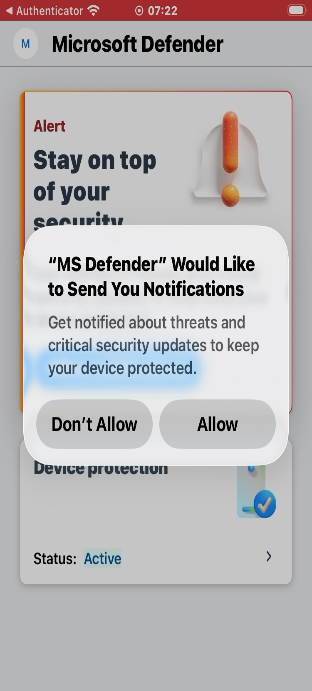 Authenticator
07:22
M
Microsoft Defender
Alert
Stay on top
of your
security
"MS Defender" Would Like
to Send You Notifications
Get notified about threats and
critical security updates to keep
your device protected.
Don't Allow
Allow
Device protection
Status: Active